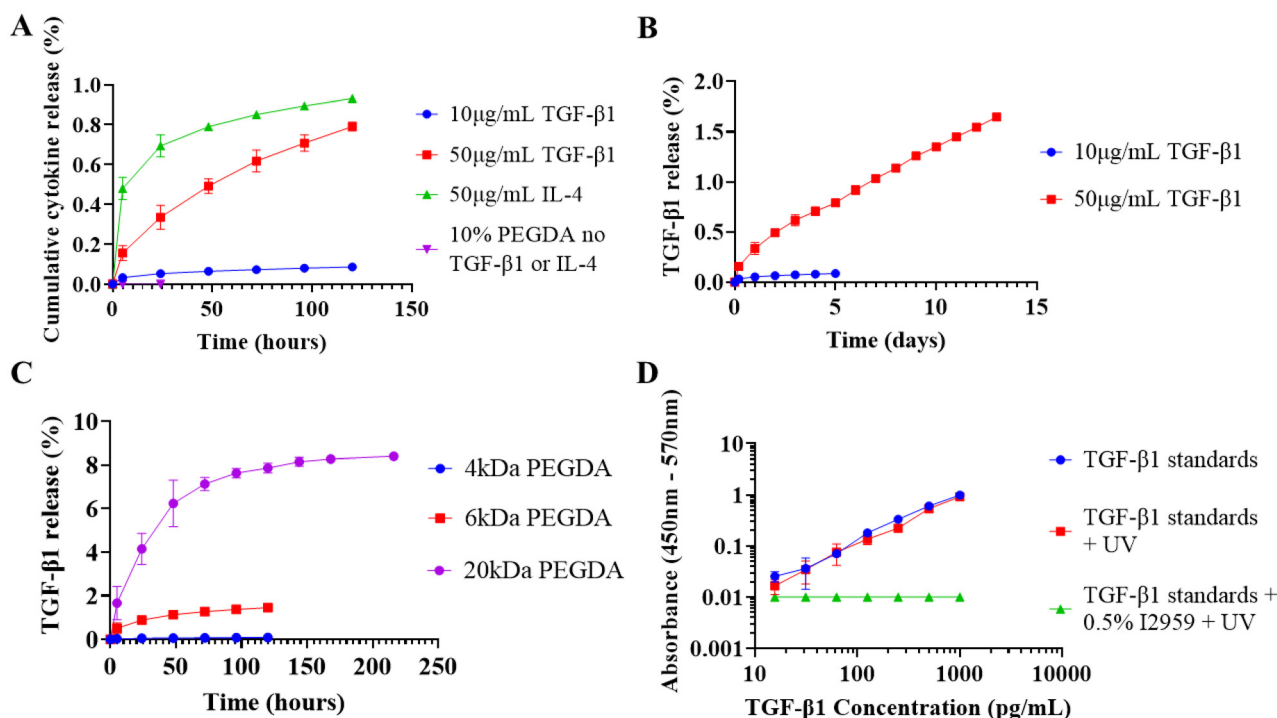 A
Cumulative cytokine release (%)
1.0
0.8
0.6
0.4
0.2
0.0
0
50
100
150
Time (hours)
10μg/mL TGF-β1
50μg/mL TGF-β1
50μg/mL IL-4
10% PEGDA no
TGF-β1 or IL-4
B
TGF-β1 release (%)
2.0
1.5
1.0
0.5
0.0
0
5
10
15
Time (days)
10μg/mL TGF-β1
50μg/mL TGF-β1
C
TGF-β1 release (%)
10
8
6
4
2
0
0
50
100
150
200
250
Time (hours)
4kDa PEGDA
6kDa PEGDA
20kDa PEGDA
D
Absorbance (450nm - 570nm)
10
1
0.1
0.01
0.001
10
100
1000
10000
TGF-β1 Concentration (pg/mL)
TGF-β1 standards
TGF-β1 standards
+ UV
TGF-β1 standards +
0.5% I2959 + UV